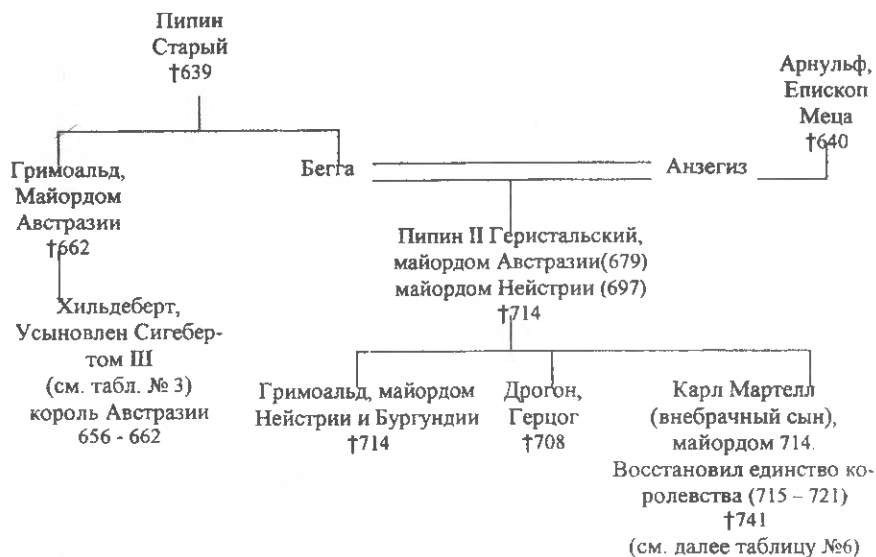 Пипин
Старый
†639
Арнульф,
Епископ
Меца
†640
Гримоальд,
Майордом
Австразии
†662
Бегга
Анзегиз
Пипин II Геристальский,
майордом Австразии(679)
майордом Нейстрии (697)
†714
Хильдеберт,
Усыновлен Сигебер-
том III
(см. табл. № 3)
король Австразии
656 - 662
Гримоальд, майордом
Нейстрии и Бургундии
†714
Дрогон,
Герцог
†708
Карл Мартелл
(внебрачный сын),
майордом 714.
Восстановил единство ко-
ролевства (715 – 721)
†741
(см. далее таблицу №6)